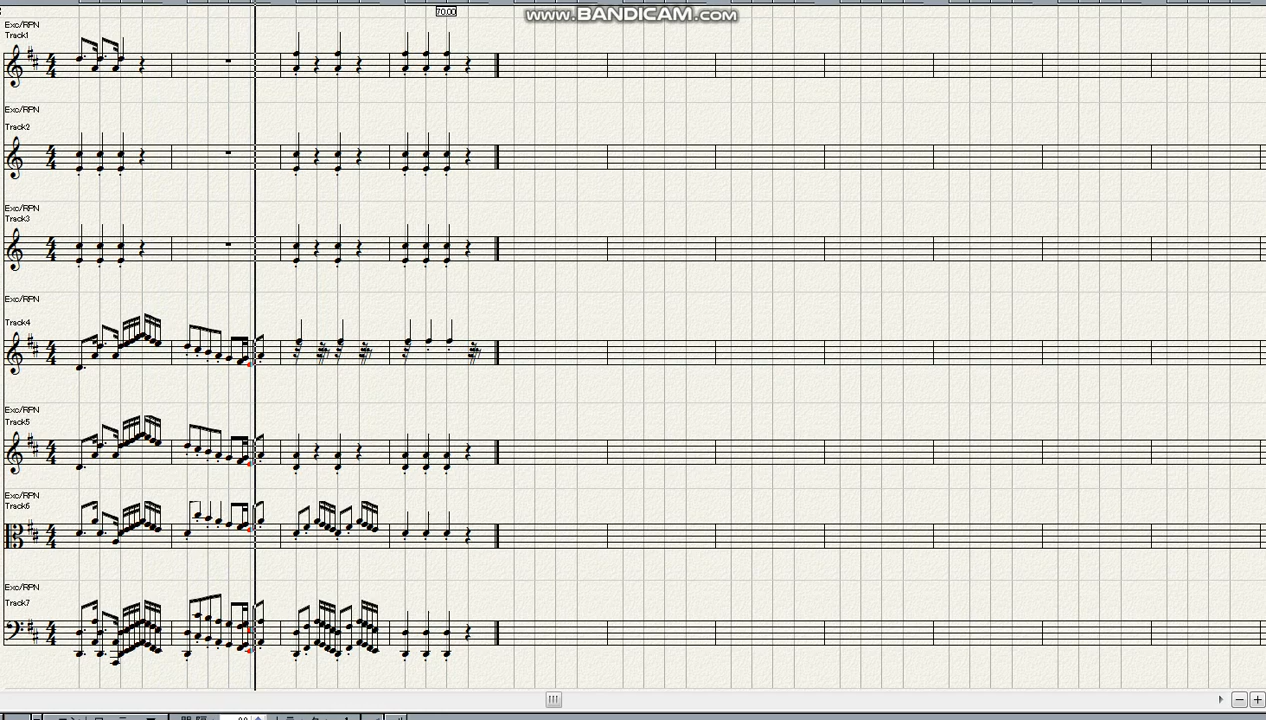 70.00
www.BANDICAM.com
Exc/RPN
Track1
Exc/RPN
Track2
Exc/RPN
Track3
Exc/RPN
Track4
Exc/RPN
Track5
Exc/RPN
Track6
Exc/RPN
Track7